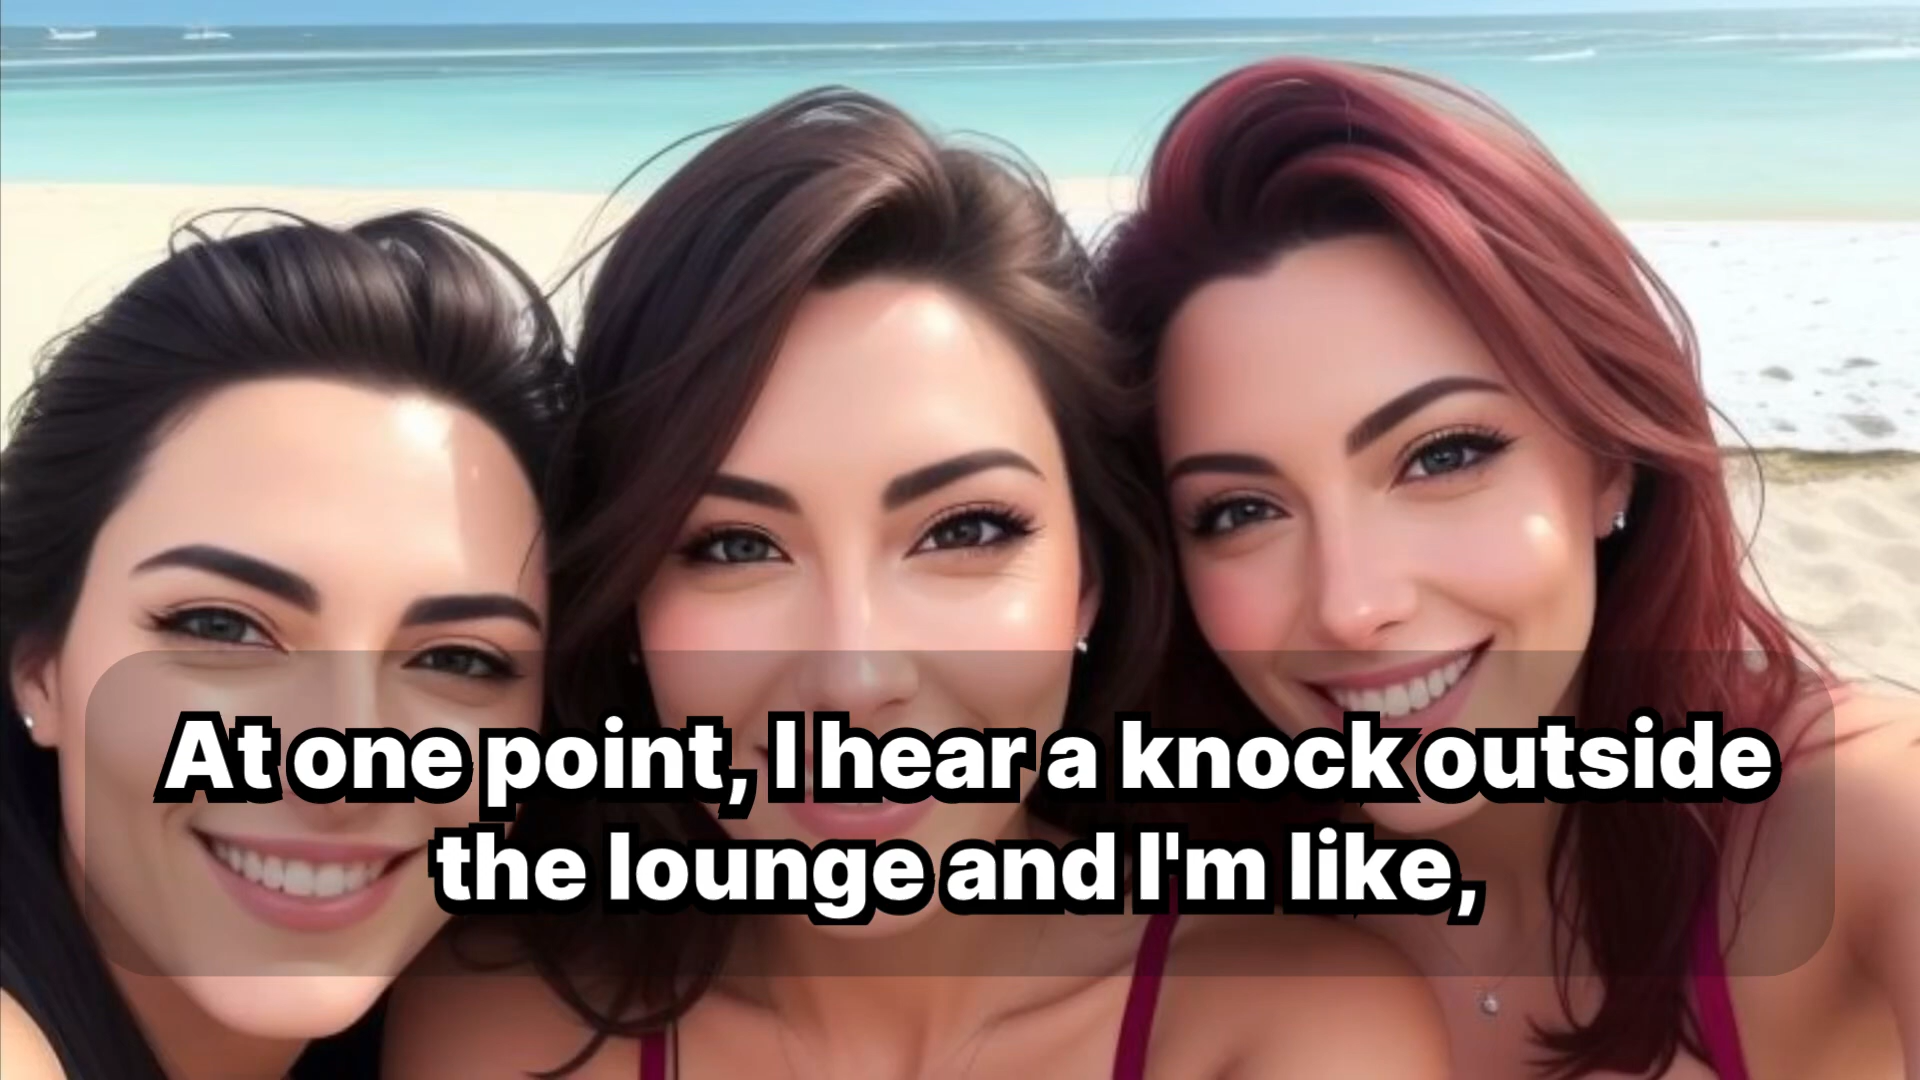 At one point, I hear a knock outside
the lounge and I'm like,